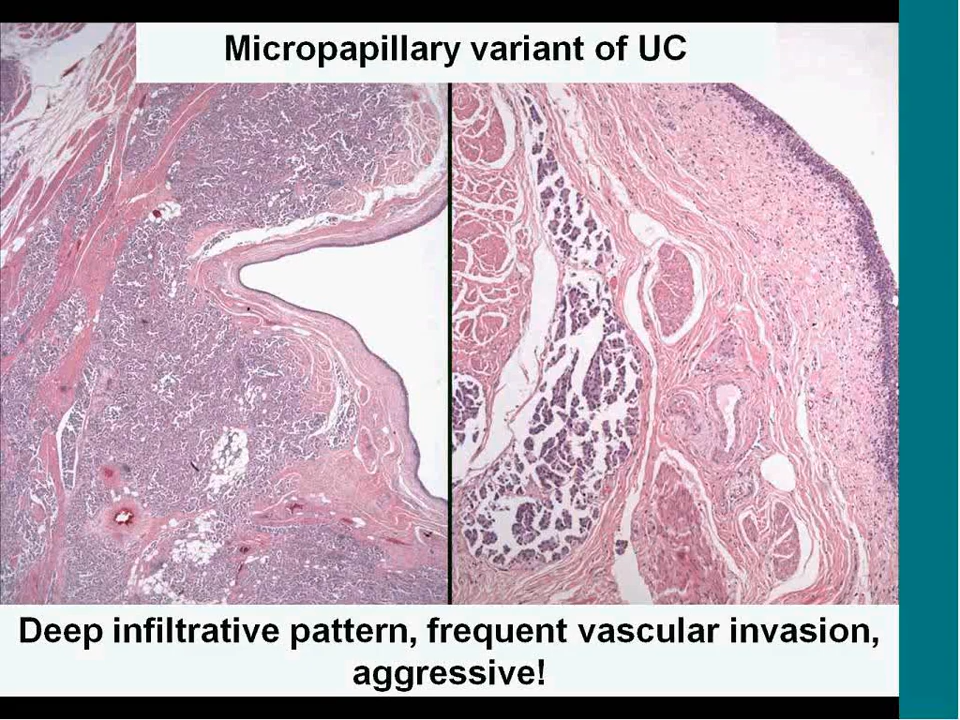 Micropapillary variant of UC
Deep infiltrative pattern, frequent vascular invasion,
aggressive!